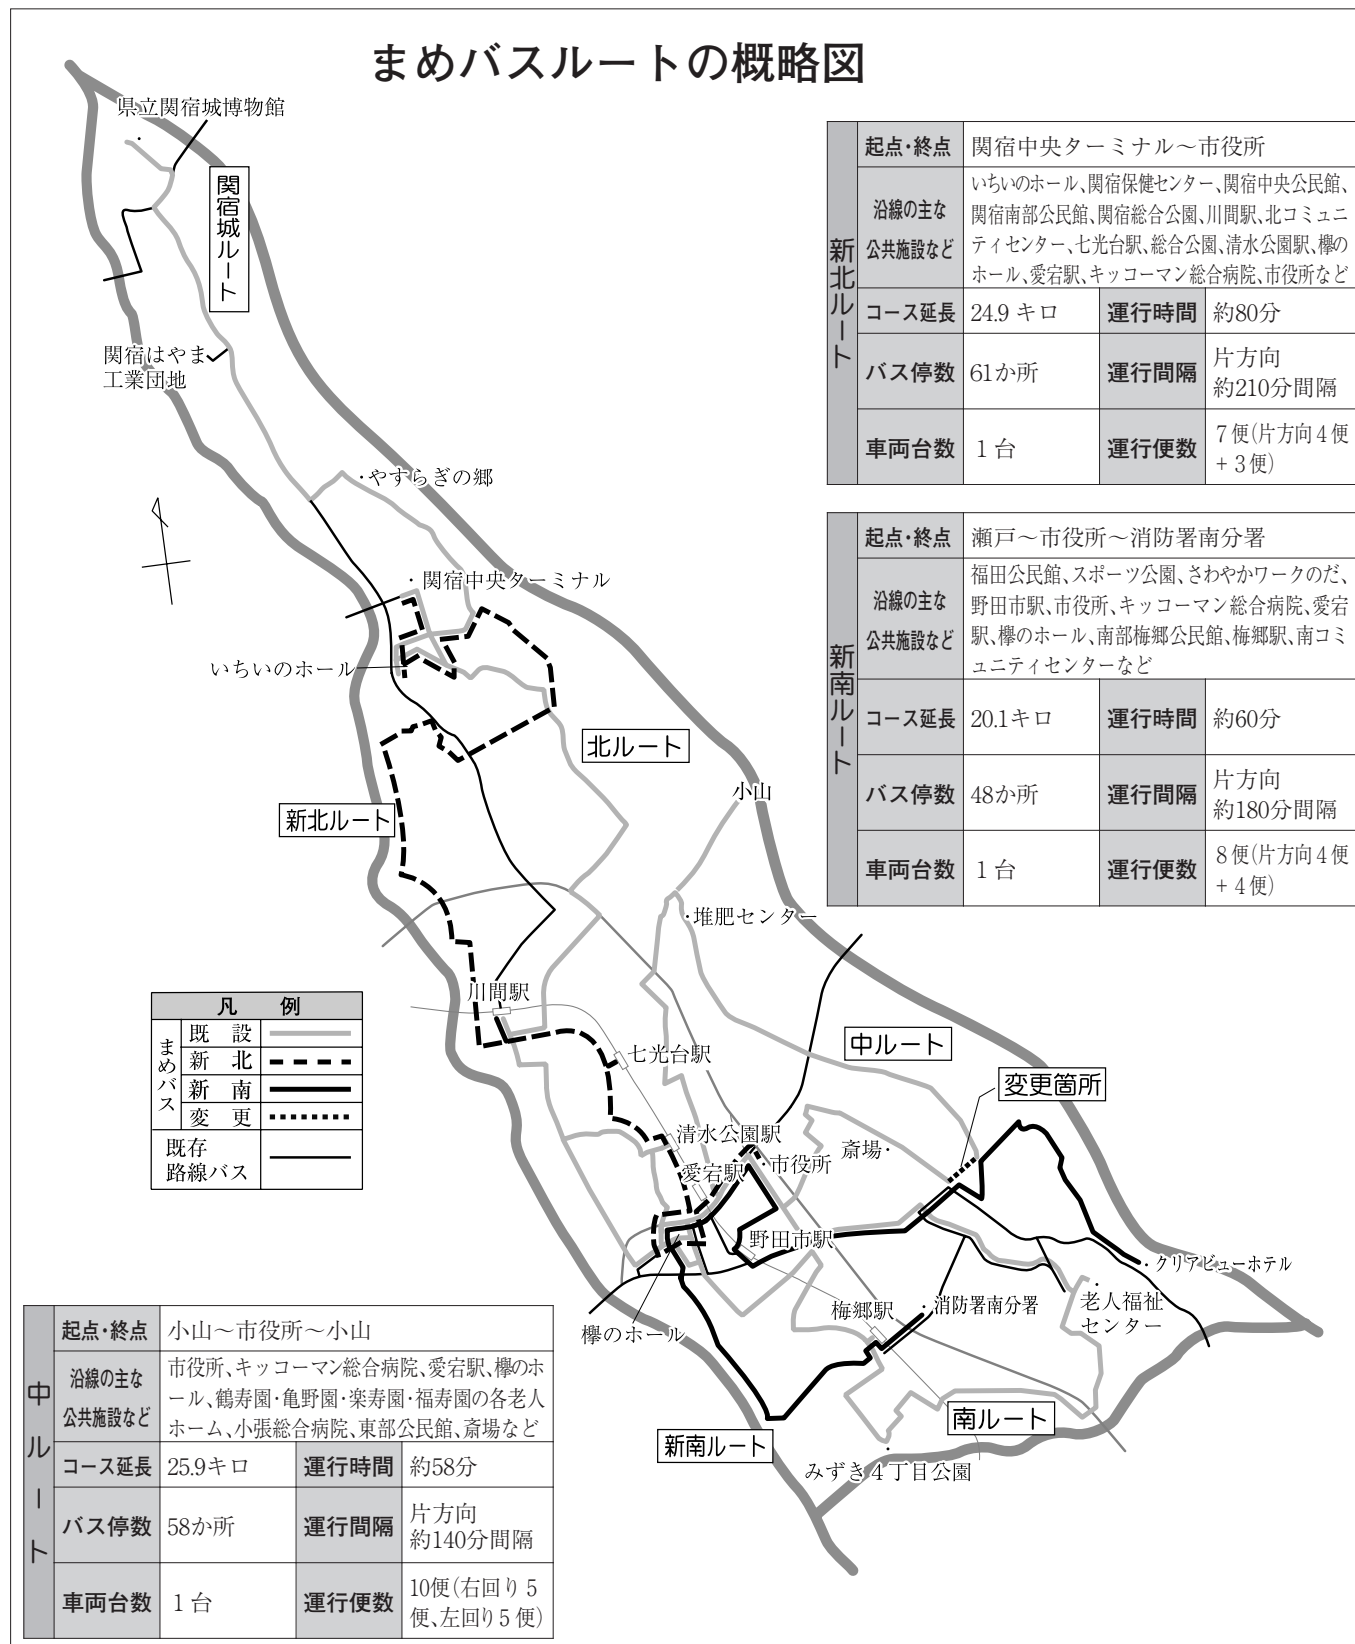 まめバスルートの概略図
県立関宿城博物館
関宿城ルート
関宿はやま
工業団地
・やすらぎの郷
・関宿中央ターミナル
いちいのホール
北ルート
新北ルート
小山
・堆肥センター
川間駅
七光台駅
中ルート
変更箇所
清水公園駅
斎場・
愛宕駅
・市役所
野田市駅
・クリアビューホテル
・老人福祉
センター
梅郷駅
・消防署南分署
欅のホール
新南ルート
南ルート
みずき4丁目公園
新北ルート
起点・終点 関宿中央ターミナル〜市役所
沿線の主な
公共施設など
いちいのホール、関宿保健センター、関宿中央公民館、
関宿南部公民館、関宿総合公園、川間駅、北コミュニ
ティセンター、七光台駅、総合公園、清水公園駅、欅の
ホール、愛宕駅、キッコーマン総合病院、市役所など
コース延長 24.9キロ 運行時間 約80分
バス停数 61か所 運行間隔 片方向
約210分間隔
車両台数 1台 運行便数 7便(片方向4便
+3便)
新南ルート
起点・終点 瀬戸〜市役所〜消防署南分署
沿線の主な
公共施設など
福田公民館、スポーツ公園、さわやかワークのだ、
野田市駅、市役所、キッコーマン総合病院、愛宕
駅、欅のホール、南部梅郷公民館、梅郷駅、南コミ
ュニティセンターなど
コース延長 20.1キロ 運行時間 約60分
バス停数 48か所 運行間隔 片方向
約180分間隔
車両台数 1台 運行便数 8便(片方向4便
+4便)
凡例
まめバス
既設
新北
新南
変更
既存
路線バス
中ルート
起点・終点 小山〜市役所〜小山
沿線の主な
公共施設など
市役所、キッコーマン総合病院、愛宕駅、欅のホ
ール、鶴寿園・亀野園・楽寿園・福寿園の各老人
ホーム、小張総合病院、東部公民館、斎場など
コース延長 25.9キロ 運行時間 約58分
バス停数 58か所 運行間隔 片方向
約140分間隔
車両台数 1台 運行便数 10便(右回り5
便、左回り5便)